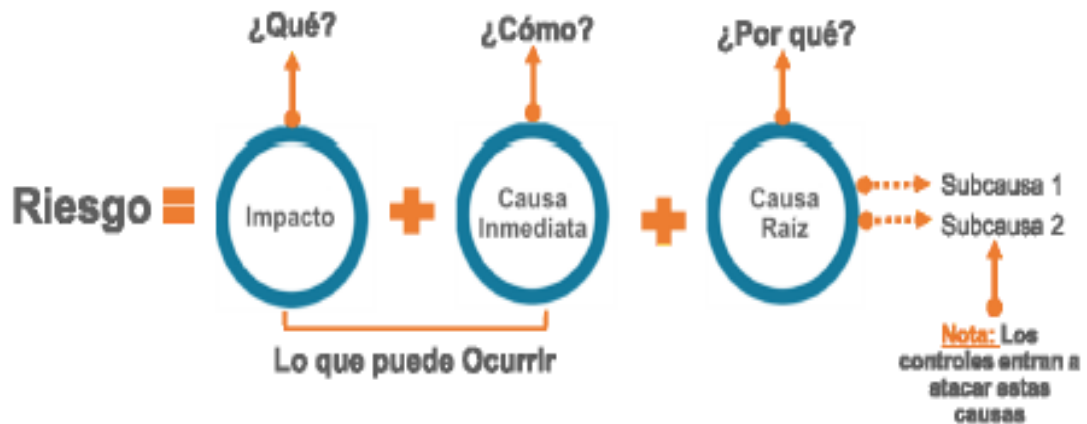 ¿Qué?
¿Cómo?
¿Por qué?
Riesgo =
Impacto
+
Causa
Inmediata
+
Causa
Raiz
Subcausa 1
Subcausa 2
Lo que puede Ocurrir
Nota: Los
controles entran a
atacar estas
causas